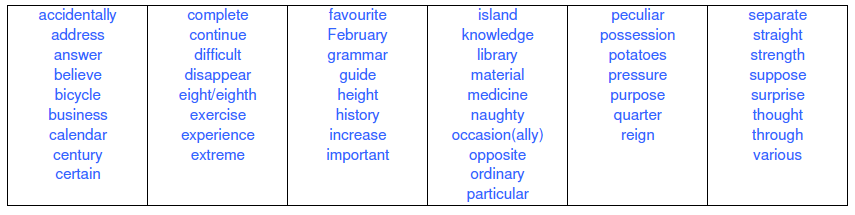 accidentally complete favourite island peculiar separate
address continue February knowledge possession straight
answer difficult grammar library potatoes strength
believe disappear guide material pressure suppose
bicycle eight/eighth height medicine purpose surprise
business exercise history naughty quarter thought
calendar experience increase occasion(ally) reign through
century extreme important opposite various
certain ordinary
particular